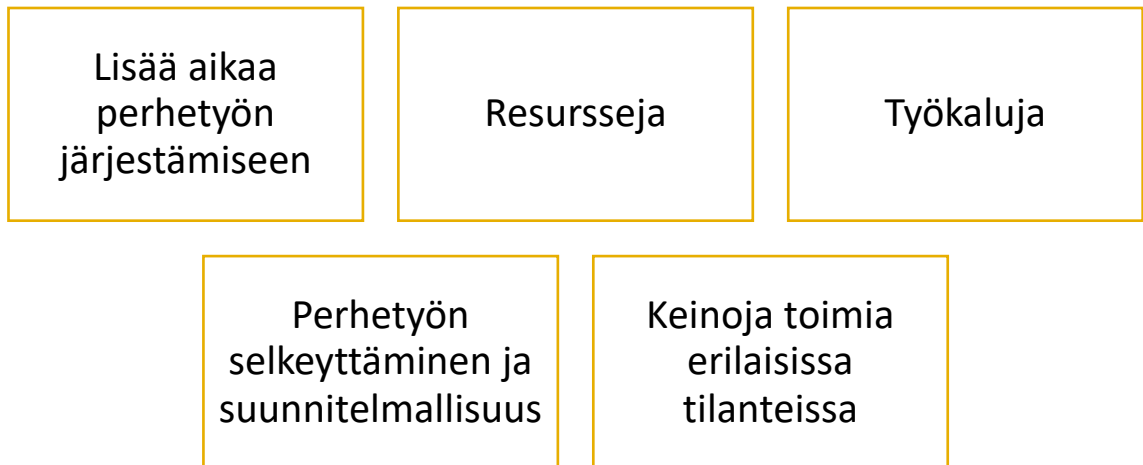 Lisää aikaa
perhetyön
järjestämiseen
Resursseja
Työkaluja
Perhetyön
selkeyttäminen ja
suunnitelmallisuus
Keinoja toimia
erilaisissa
tilanteissa